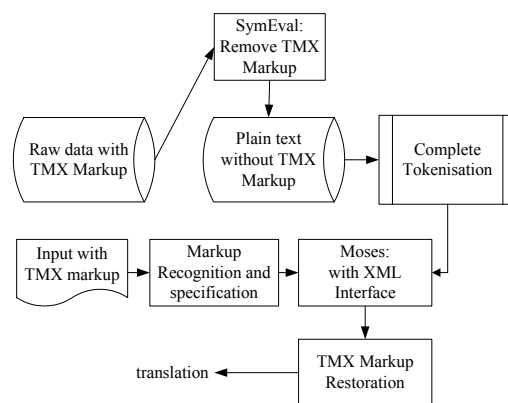 SymEval:
Remove TMX
Markup
Raw data with
TMX Markup
Plain text
without TMX
Markup
Complete
Tokenisation
Input with
TMX markup
Markup
Recognition and
specification
Moses:
with XML
Interface
TMX Markup
Restoration
translation